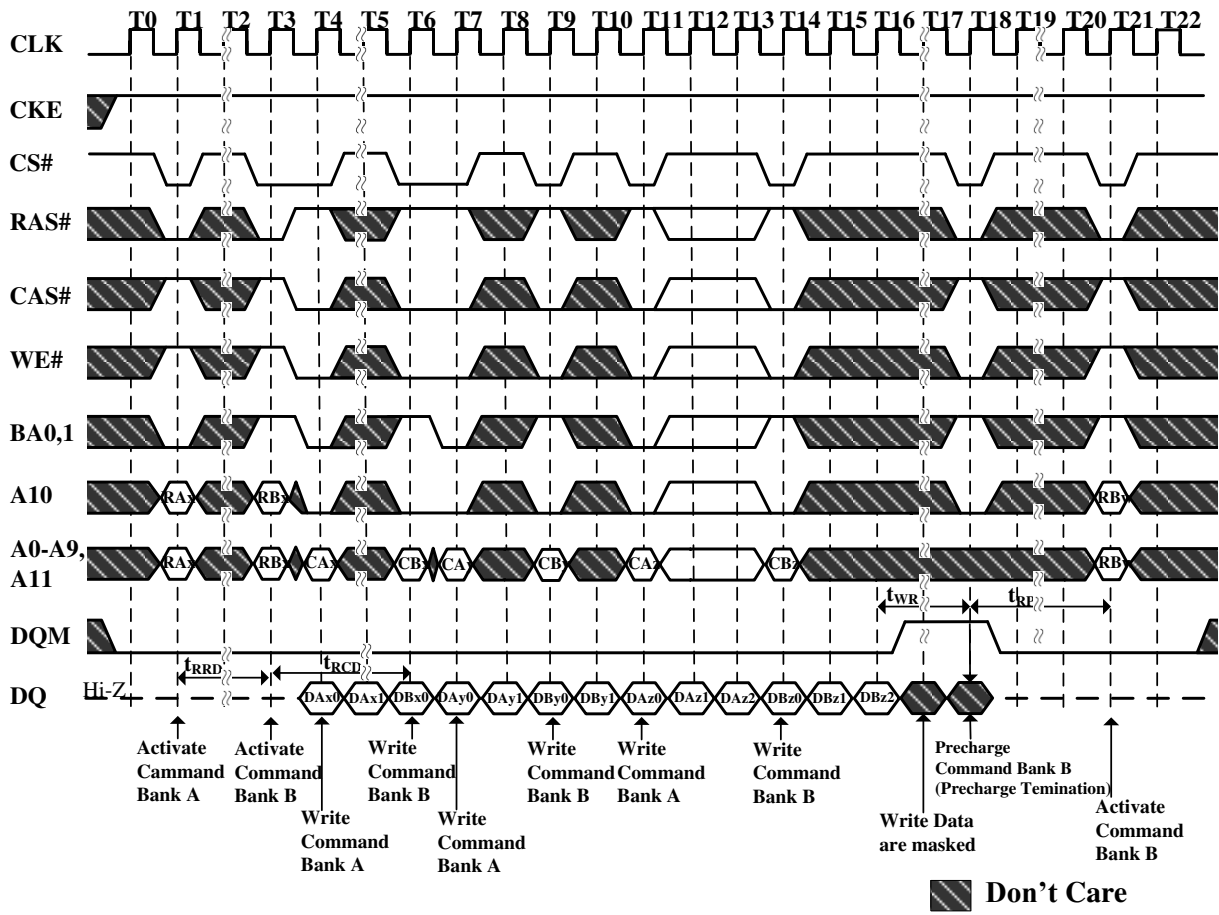 T0 T1 T2 T3 T4 T5 T6 T7 T8 T9 T10 T11 T12 T13 T14 T15 T16 T17 T18 T19 T20 T21 T22
CLK
CKE
CS#
RAS#
CAS#
WE#
BA0,1
A10
RAx RBx RBy
A0-A9,
A11
RAx RBx CAx CBx CAy CBy CAz CBz RBy
tWR tRP
DQM
tRRD tRCD
DQ
Hi-Z
DAx0 DAx1 DBx0 DAy0 DAy1 DBy0 DBy1 DAz0 DAz1 DAz2 DBz0 DBz1 DBz2
Activate
Cammand
Bank A
Activate
Command
Bank B
Write
Command
Bank A
Write
Command
Bank B
Write
Command
Bank A
Write
Command
Bank B
Write
Command
Bank A
Write
Command
Bank B
Write Data
are masked
Precharge
Command Bank B
(Precharge Temination)
Activate
Command
Bank B
Don't Care